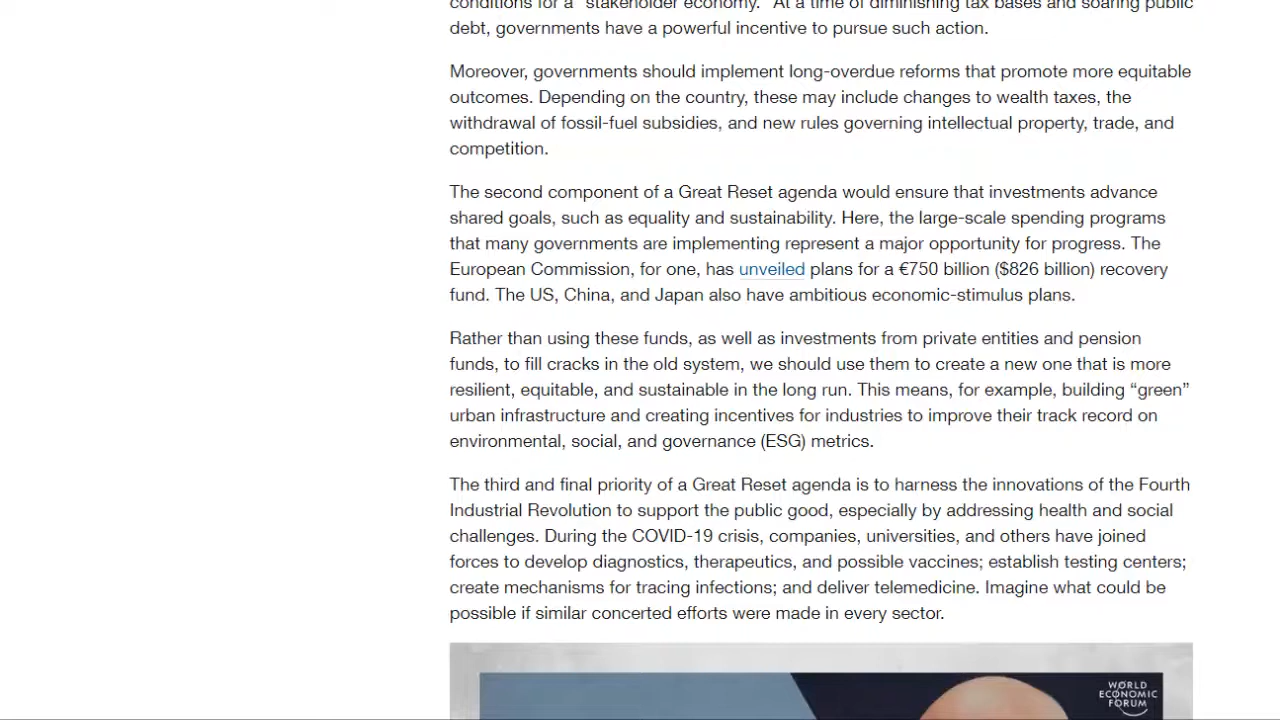 conditions for a "stakeholder economy." At a time of diminishing tax bases and soaring public
debt, governments have a powerful incentive to pursue such action.
Moreover, governments should implement long-overdue reforms that promote more equitable
outcomes. Depending on the country, these may include changes to wealth taxes, the
withdrawal of fossil-fuel subsidies, and new rules governing intellectual property, trade, and
competition.
The second component of a Great Reset agenda would ensure that investments advance
shared goals, such as equality and sustainability. Here, the large-scale spending programs
that many governments are implementing represent a major opportunity for progress. The
European Commission, for one, has unveiled plans for a €750 billion ($826 billion) recovery
fund. The US, China, and Japan also have ambitious economic-stimulus plans.
Rather than using these funds, as well as investments from private entities and pension
funds, to fill cracks in the old system, we should use them to create a new one that is more
resilient, equitable, and sustainable in the long run. This means, for example, building “green”
urban infrastructure and creating incentives for industries to improve their track record on
environmental, social, and governance (ESG) metrics.
The third and final priority of a Great Reset agenda is to harness the innovations of the Fourth
Industrial Revolution to support the public good, especially by addressing health and social
challenges. During the COVID-19 crisis, companies, universities, and others have joined
forces to develop diagnostics, therapeutics, and possible vaccines; establish testing centers;
create mechanisms for tracing infections; and deliver telemedicine. Imagine what could be
possible if similar concerted efforts were made in every sector.
WORLD
ECONOMIC
FORUM